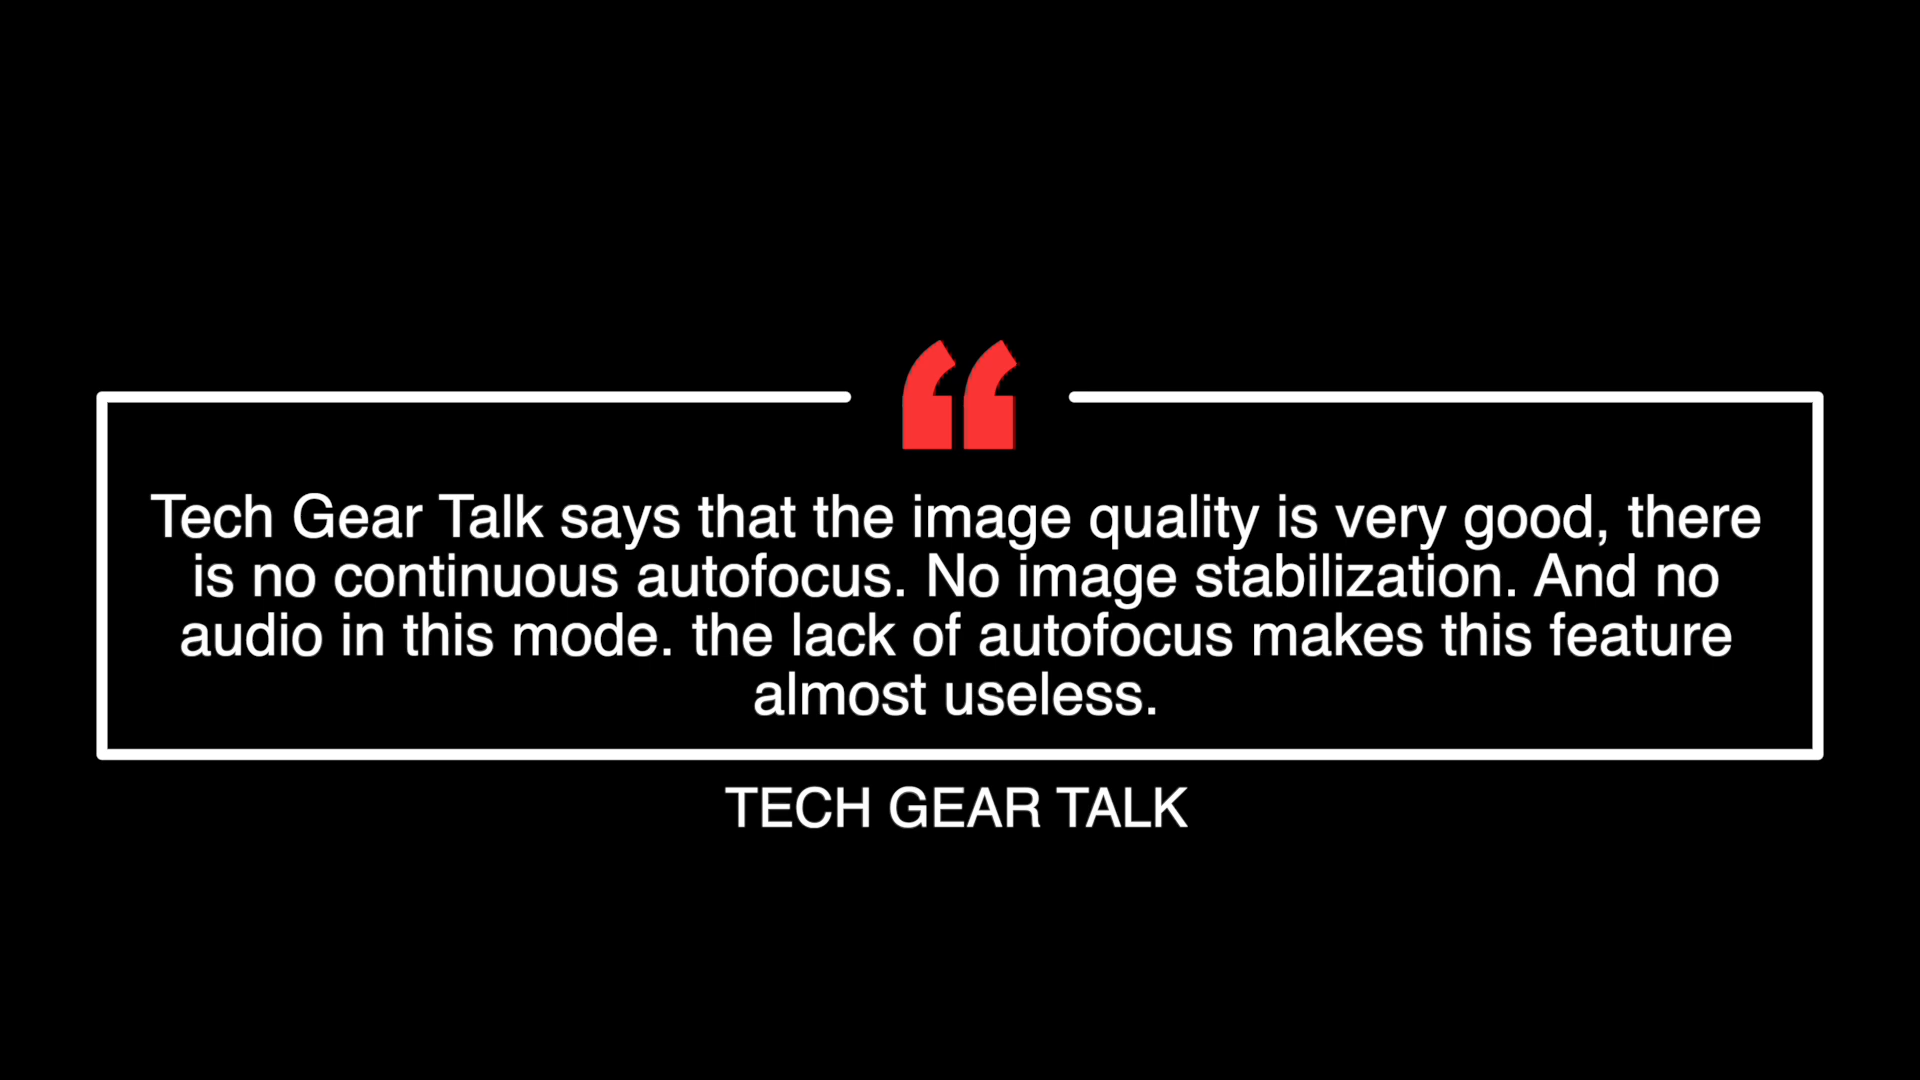 “
Tech Gear Talk says that the image quality is very good, there
is no continuous autofocus. No image stabilization. And no
audio in this mode. the lack of autofocus makes this feature
almost useless.
TECH GEAR TALK